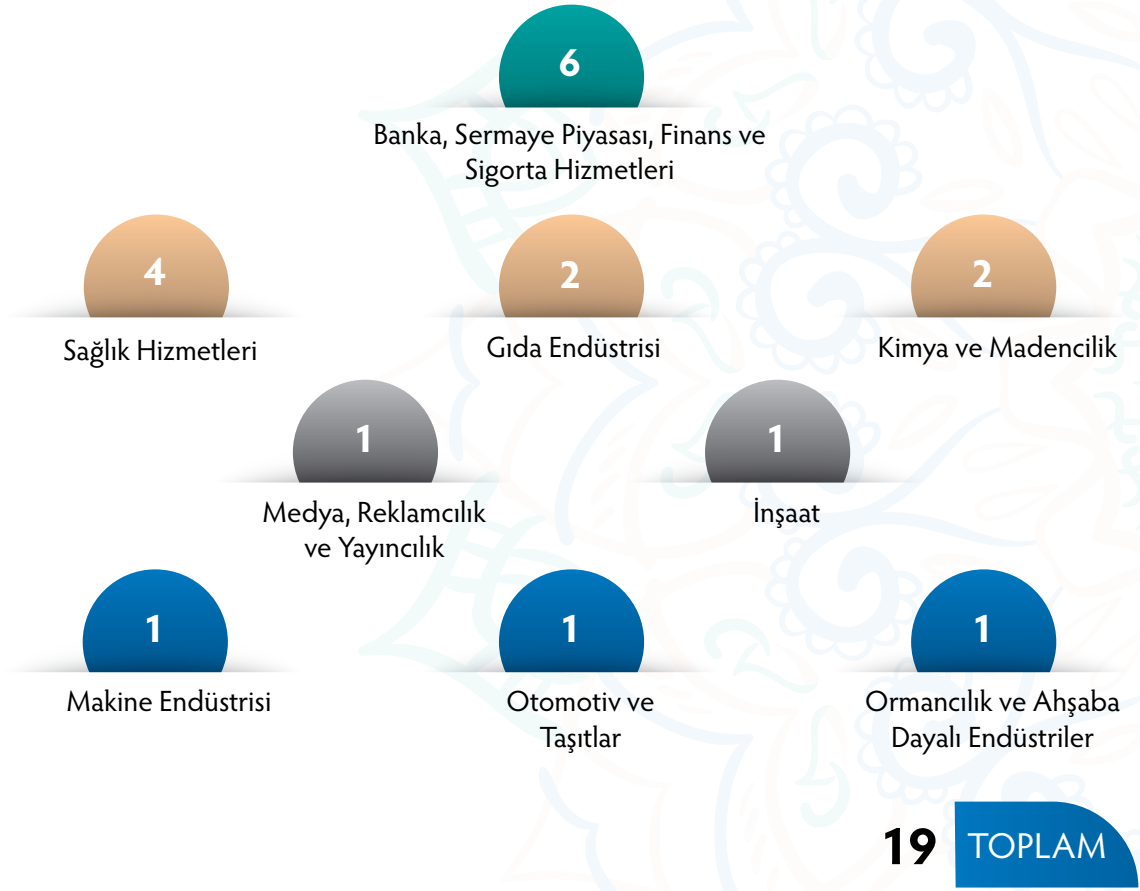 6
Banka, Sermaye Piyasası, Finans ve
Sigorta Hizmetleri
4
Sağlık Hizmetleri
2
Gıda Endüstrisi
2
Kimya ve Madencilik
1
Medya, Reklamcılık
ve Yayıncılık
1
İnşaat
1
Makine Endüstrisi
1
Otomotiv ve
Taşıtlar
1
Ormancılık ve Ahşaba
Dayalı Endüstriler
19 TOPLAM